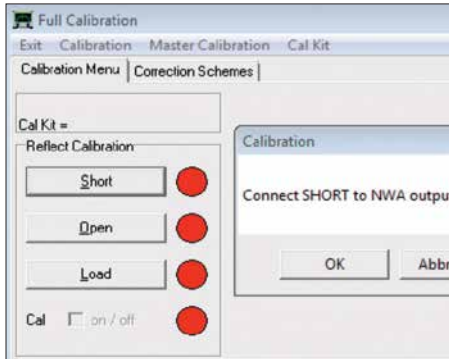 Full Calibration
Exit Calibration Master Calibration Cal Kit
Calibration Menu Correction Schemes
Cal Kit =
Reflect Calibration
Short
Open
Load
Cal on / off
Calibration
Connect SHORT to NWA outpu
OK Abbr